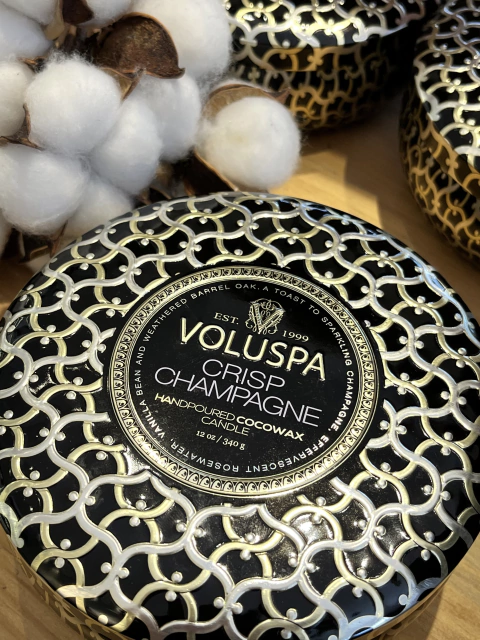 EST. 1999
VOLUSPA
CRISP
CHAMPAGNE
HANDPOURED COCOWAX
CANDLE
12 oz / 340 g
A TOAST TO SPARKLING CHAMPAGNE, EFFERVESCENT ROSEWATER, VANILLA BEAN AND WEATHERED BARREL OAK.